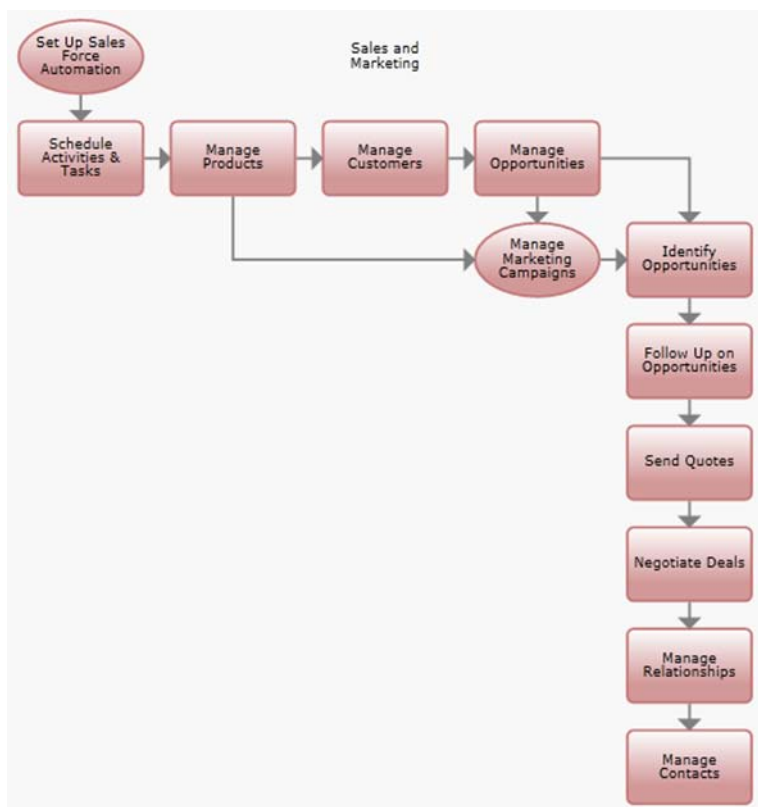 Set Up Sales
Force
Automation
Sales and
Marketing
Schedule
Activities &
Tasks
Manage
Products
Manage
Customers
Manage
Opportunities
Manage
Marketing
Campaigns
Identify
Opportunities
Follow Up on
Opportunities
Send Quotes
Negotiate Deals
Manage
Relationships
Manage
Contacts